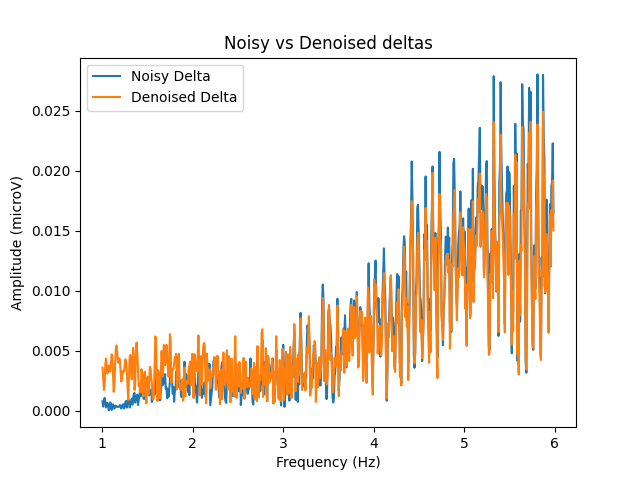 Noisy vs Denoised deltas
Noisy Delta
Denoised Delta
Amplitude (microV)
0.025
0.020
0.015
0.010
0.005
0.000
1 2 3 4 5 6
Frequency (Hz)